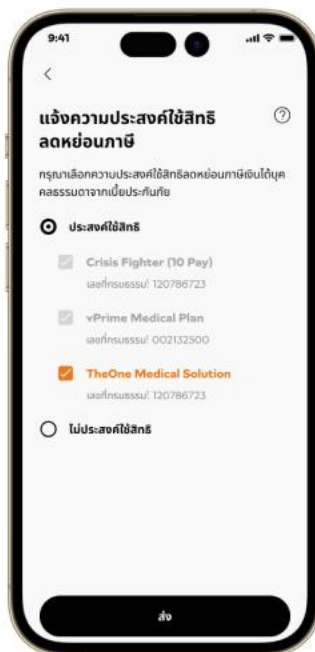 9:41
แจ้งความประสงค์ใช้สิทธิ
ลดหย่อนภาษี
กรุณาเลือกความประสงค์ใช้สิทธิลดหย่อนภาษีเงินได้บุค
คลธรรมดาจากเบี้ยประกันภัย
ประสงค์ใช้สิทธิ
Crisis Fighter (10 Pay)
เลขที่กรมธรรม์ 120786723
vPrime Medical Plan
เลขที่กรมธรรม์ 002132500
TheOne Medical Solution
เลขที่กรมธรรม์ 120786723
ไม่ประสงค์ใช้สิทธิ
ส่ง